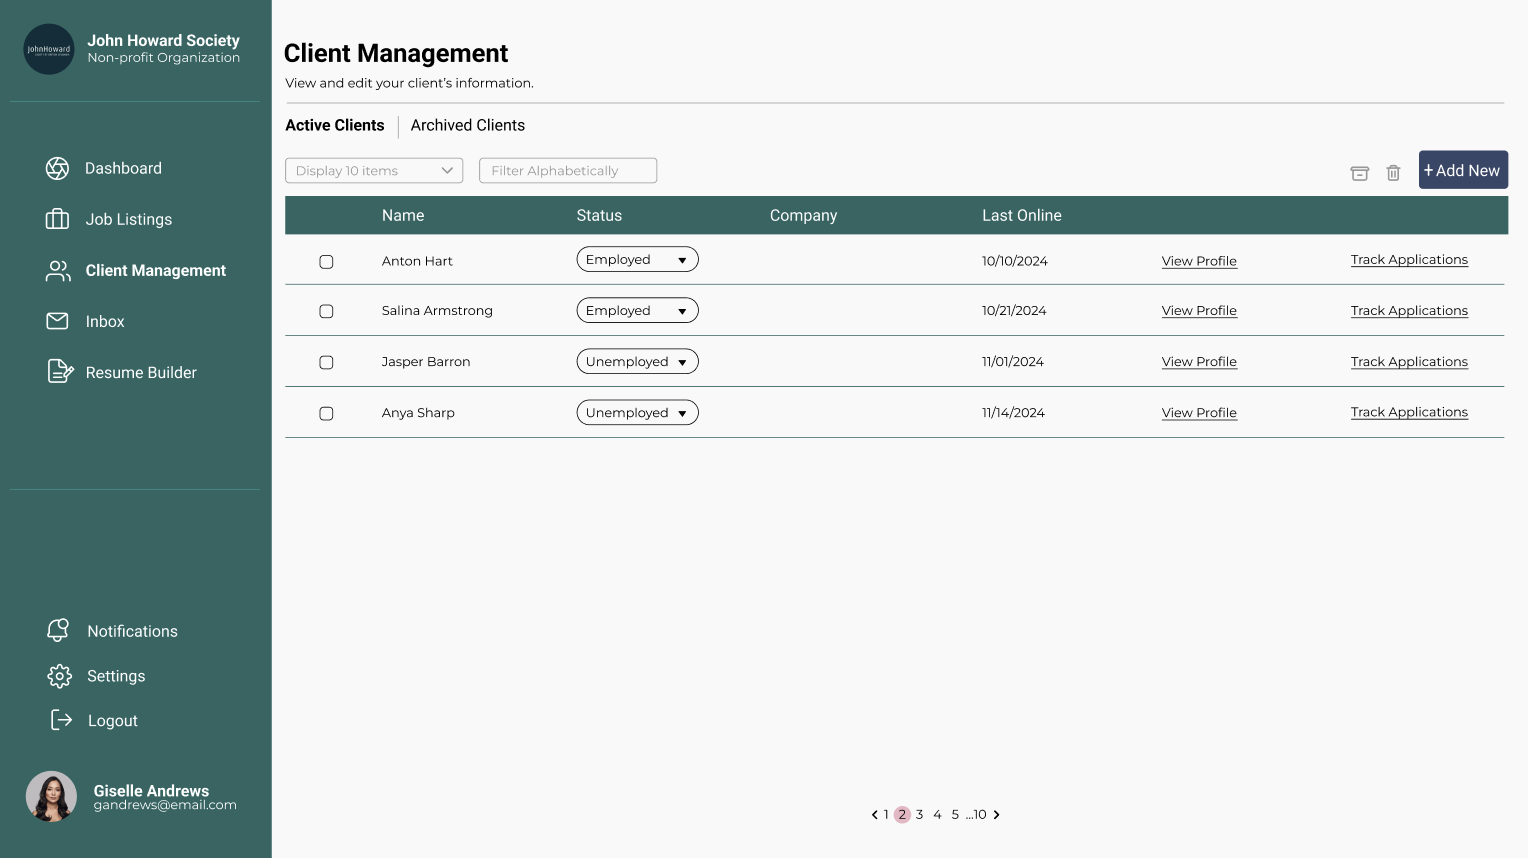 JohnHoward
John Howard Society
Non-profit Organization
Dashboard
Job Listings
Client Management
Inbox
Resume Builder
Notifications
Settings
Logout
Giselle Andrews
gandrews@email.com
Client Management
View and edit your client's information.
Active Clients Archived Clients
Display 10 items Filter Alphabetically + Add New
Name Status Company Last Online
Anton Hart Employed 10/10/2024 View Profile Track Applications
Salina Armstrong Employed 10/21/2024 View Profile Track Applications
Jasper Barron Unemployed 11/01/2024 View Profile Track Applications
Anya Sharp Unemployed 11/14/2024 View Profile Track Applications
1 2 3 4 5 ...10